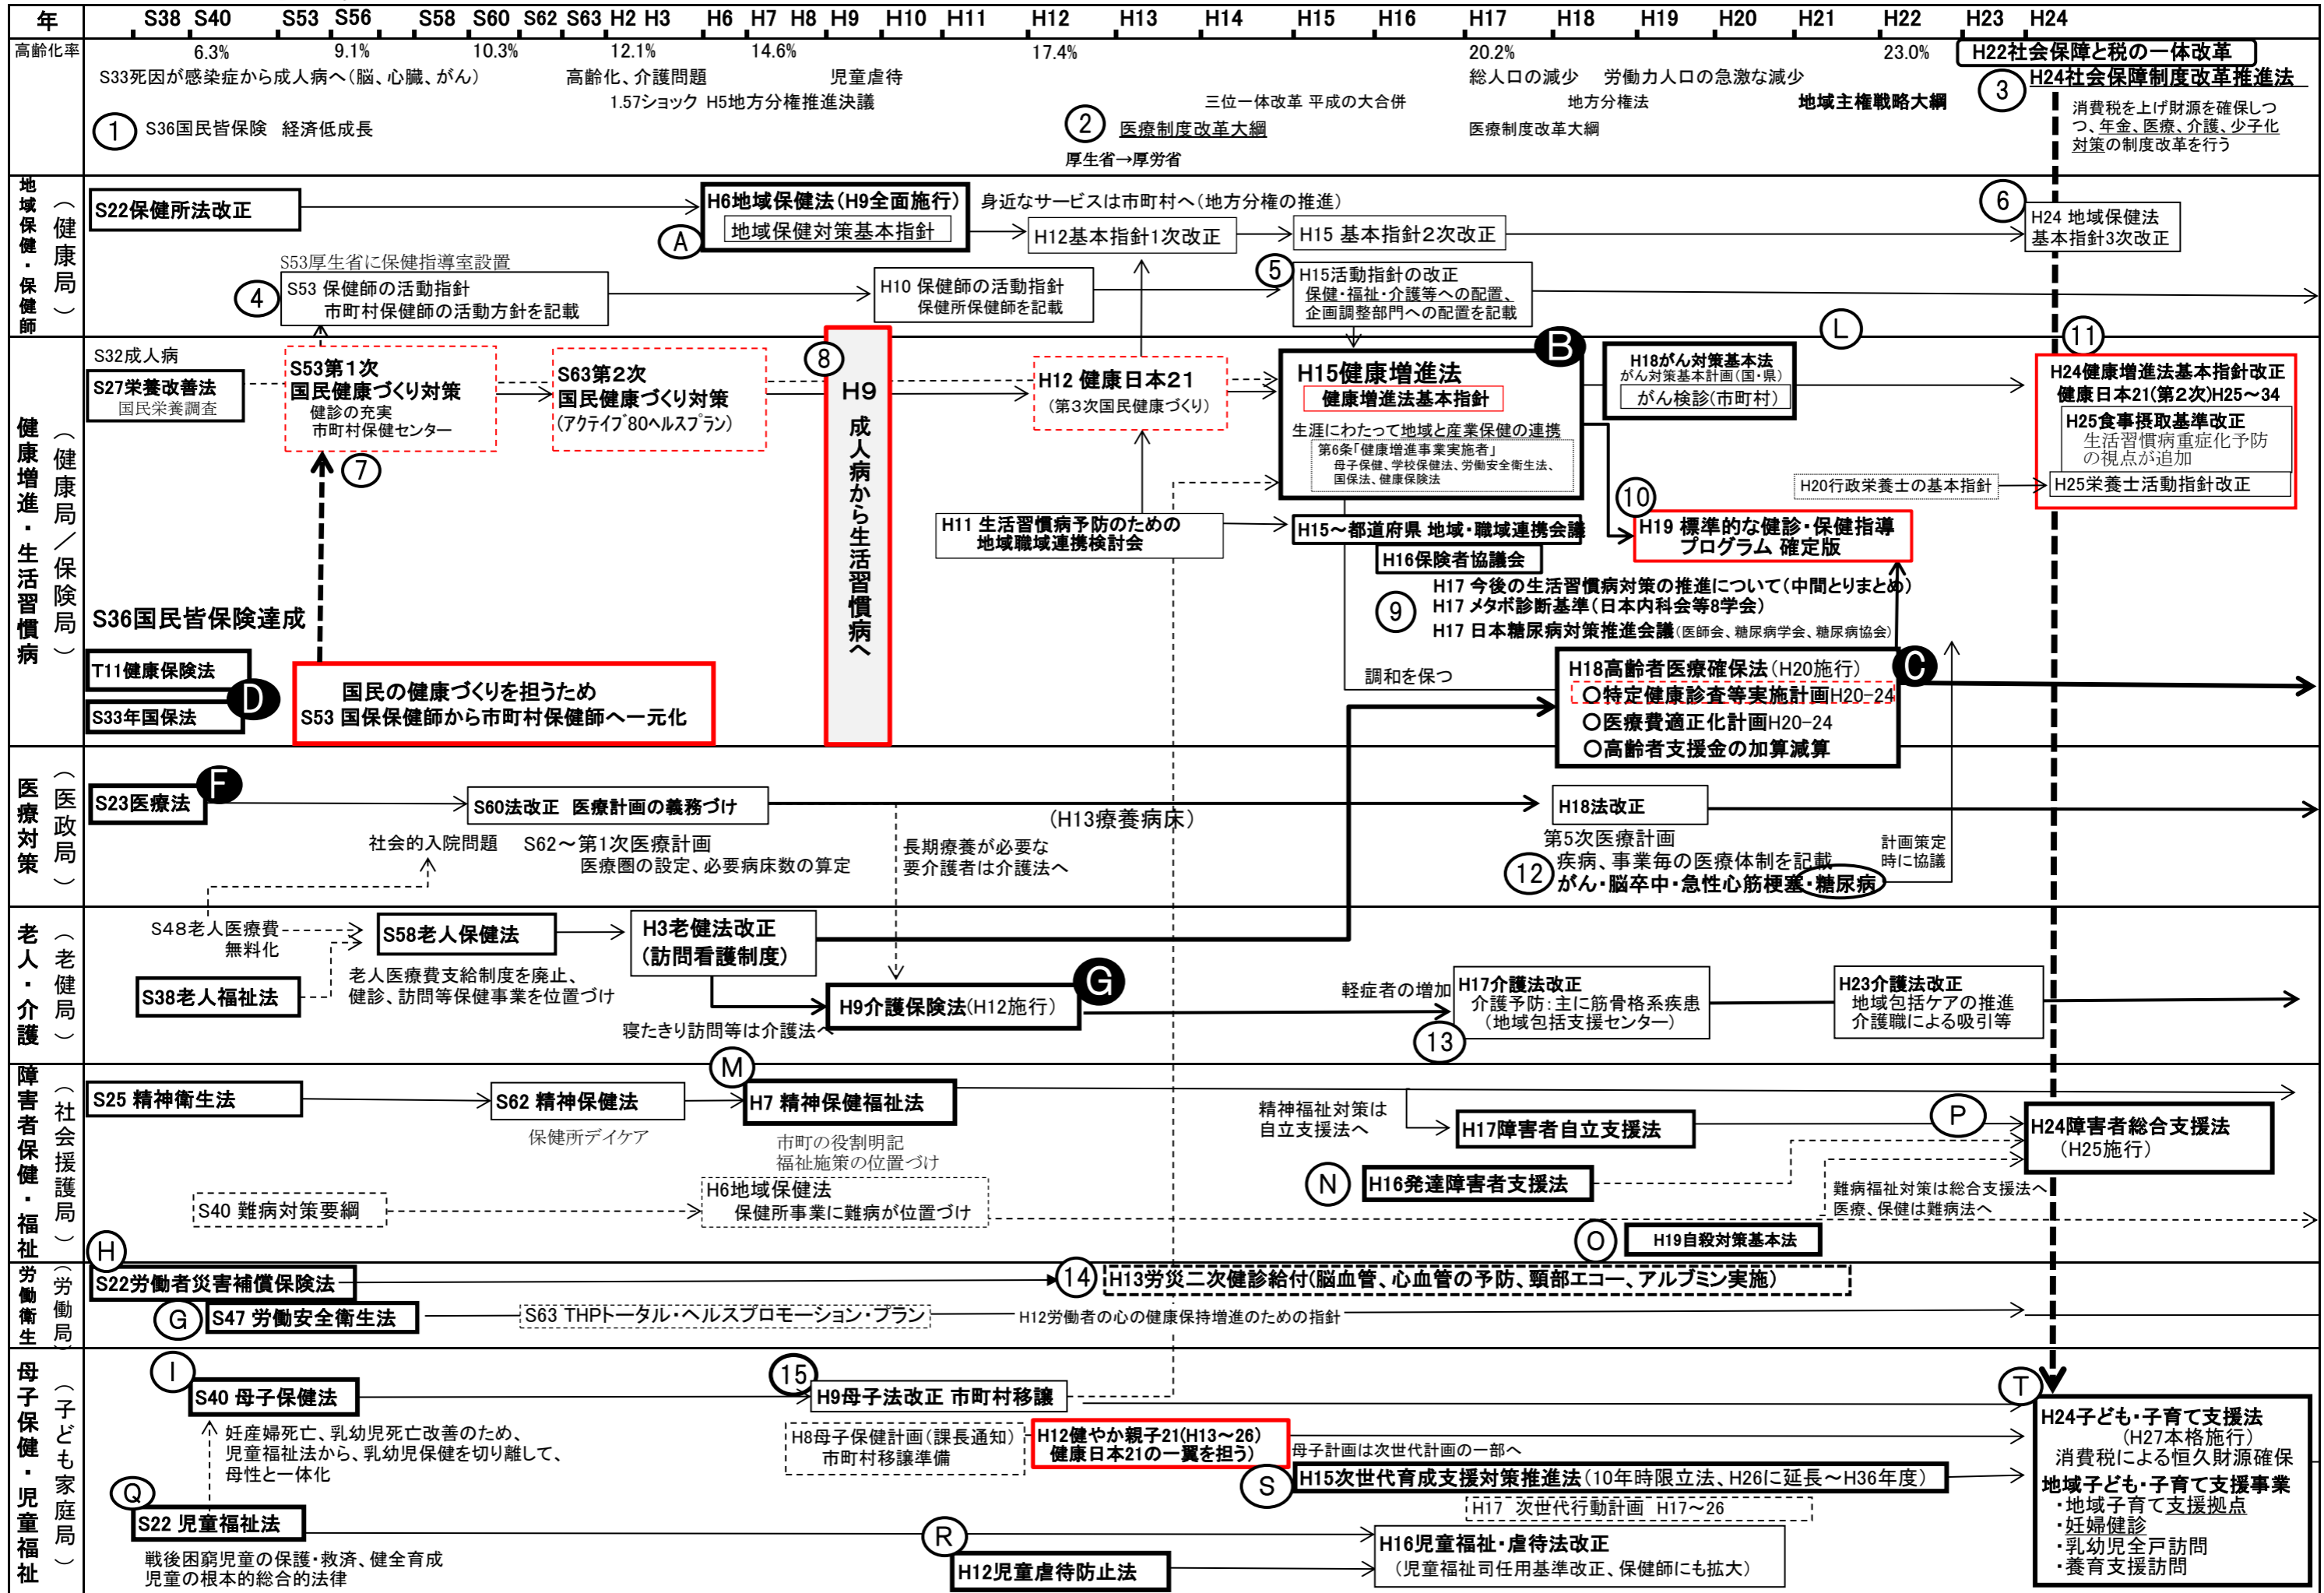 年 S38 S40 S53 S56 S58 S60 S62 S63 H2 H3 H6 H7 H8 H9 H10 H11 H12 H13 H14 H15 H16 H17 H18 H19 H20 H21 H22 H23 H24
高齢化率 6.3% 9.1% 10.3% 12.1% 14.6% 17.4% 20.2% 23.0%
H22社会保障と税の一体改革
S33死因が感染症から成人病へ(脳、心臓、がん) 高齢化、介護問題 児童虐待 総人口の減少 労働力人口の急激な減少
③ H24社会保障制度改革推進法
1.57ショック H5地方分権推進決議 三位一体改革 平成の大合併 地方分権法 地域主権戦略大綱
① S36国民皆保険 経済低成長
② 医療制度改革大綱 医療制度改革大綱
厚生省→厚労省
消費税を上げ財源を確保しつ
つ、年金、医療、介護、少子化
対策の制度改革を行う
地域保健・保健師
(健康局)
S22保健所法改正
H6地域保健法(H9全面施行)
地域保健対策基本指針
A
身近なサービスは市町村へ(地方分権の推進)
H12基本指針1次改正
H15 基本指針2次改正
⑥
H24 地域保健法
基本指針3次改正
S53厚生省に保健指導室設置
④
S53 保健師の活動指針
市町村保健師の活動方針を記載
H10 保健師の活動指針
保健所保健師を記載
⑤
H15活動指針の改正
保健・福祉・介護等への配置、
企画調整部門への配置を記載
L
健康増進・生活習慣病
(健康局/保険局)
S32成人病
S27栄養改善法
国民栄養調査
S53第1次
国民健康づくり対策
健診の充実
市町村保健センター
⑦
S63第2次
国民健康づくり対策
(アクテイブ80ヘルスプラン)
⑧
H9 成人病から生活習慣病へ
H12 健康日本21
(第3次国民健康づくり)
B
H15健康増進法
健康増進法基本指針
生涯にわたって地域と産業保健の連携
第6条「健康増進事業実施者」
母子保健、学校保健法、労働安全衛生法、
国保法、健康保険法
H18がん対策基本法
がん対策基本計画(国・県)
がん検診(市町村)
⑪
H24健康増進法基本指針改正
健康日本21(第2次)H25~34
H25食事摂取基準改正
生活習慣病重症化予防
の視点が追加
H20行政栄養士の基本指針
H25栄養士活動指針改正
H11 生活習慣病予防のための
地域職域連携検討会
H15~都道府県 地域・職域連携会議
H16保険者協議会
⑩
H19 標準的な健診・保健指導
プログラム 確定版
⑨
H17 今後の生活習慣病対策の推進について(中間とりまとめ)
H17 メタボ診断基準(日本内科会等8学会)
H17 日本糖尿病対策推進会議(医師会、糖尿病学会、糖尿病協会)
S36国民皆保険達成
T11健康保険法
D
S33年国保法
国民の健康づくりを担うため
S53 国保保健師から市町村保健師へ一元化
調和を保つ
C
H18高齢者医療確保法(H20施行)
○特定健康診査等実施計画H20-24
○医療費適正化計画H20-24
○高齢者支援金の加算減算
医療対策
(医政局)
F
S23医療法
S60法改正 医療計画の義務づけ
(H13療養病床)
H18法改正
社会的入院問題
S62~第1次医療計画
医療圏の設定、必要病床数の算定
長期療養が必要な
要介護者は介護法へ
第5次医療計画
⑫
疾病、事業毎の医療体制を記載
がん・脳卒中・急性心筋梗塞・糖尿病
計画策定
時に協議
老人・介護
(老健局)
S48老人医療費
無料化
S58老人保健法
H3老健法改正
(訪問看護制度)
S38老人福祉法
老人医療費支給制度を廃止、
健診、訪問等保健事業を位置づけ
寝たきり訪問等は介護法へ
G
H9介護保険法(H12施行)
軽症者の増加
⑬
H17介護法改正
介護予防:主に筋骨格系疾患
(地域包括支援センター)
H23介護法改正
地域包括ケアの推進
介護職による吸引等
障害者保健・福祉
(社会援護局)
S25 精神衛生法
S62 精神保健法
保健所デイケア
M
H7 精神保健福祉法
市町の役割明記
福祉施策の位置づけ
精神福祉対策は
自立支援法へ
H17障害者自立支援法
P
H24障害者総合支援法
(H25施行)
N
H16発達障害者支援法
S40 難病対策要綱
H6地域保健法
保健所事業に難病が位置づけ
難病福祉対策は総合支援法へ
医療、保健は難病法へ
O
H19自殺対策基本法
労働衛生
(労働局)
H
S22労働者災害補償保険法
⑭
H13労災二次健診給付(脳血管、心血管の予防、頸部エコー、アルブミン実施)
G
S47 労働安全衛生法
S63 THPトータル・ヘルスプロモーション・プラン
H12労働者の心の健康保持増進のための指針
母子保健・児童福祉
(子ども家庭局)
I
S40 母子保健法
⑮
H9母子法改正 市町村移譲
妊産婦死亡、乳幼児死亡改善のため、
児童福祉法から、乳幼児保健を切り離して、
母性と一体化
H8母子保健計画(課長通知)
市町村移譲準備
H12健やか親子21(H13~26)
健康日本21の一翼を担う)
母子計画は次世代計画の一部へ
S
H15次世代育成支援対策推進法(10年時限立法、H26に延長~H36年度)
H17 次世代行動計画 H17~26
Q
S22 児童福祉法
戦後困窮児童の保護・救済、健全育成
児童の根本的総合的法律
R
H12児童虐待防止法
H16児童福祉・虐待法改正
(児童福祉司任用基準改正、保健師にも拡大)
T
H24子ども・子育て支援法
(H27本格施行)
消費税による恒久財源確保
地域子ども・子育て支援事業
・地域子育て支援拠点
・妊婦健診
・乳幼児全戸訪問
・養育支援訪問